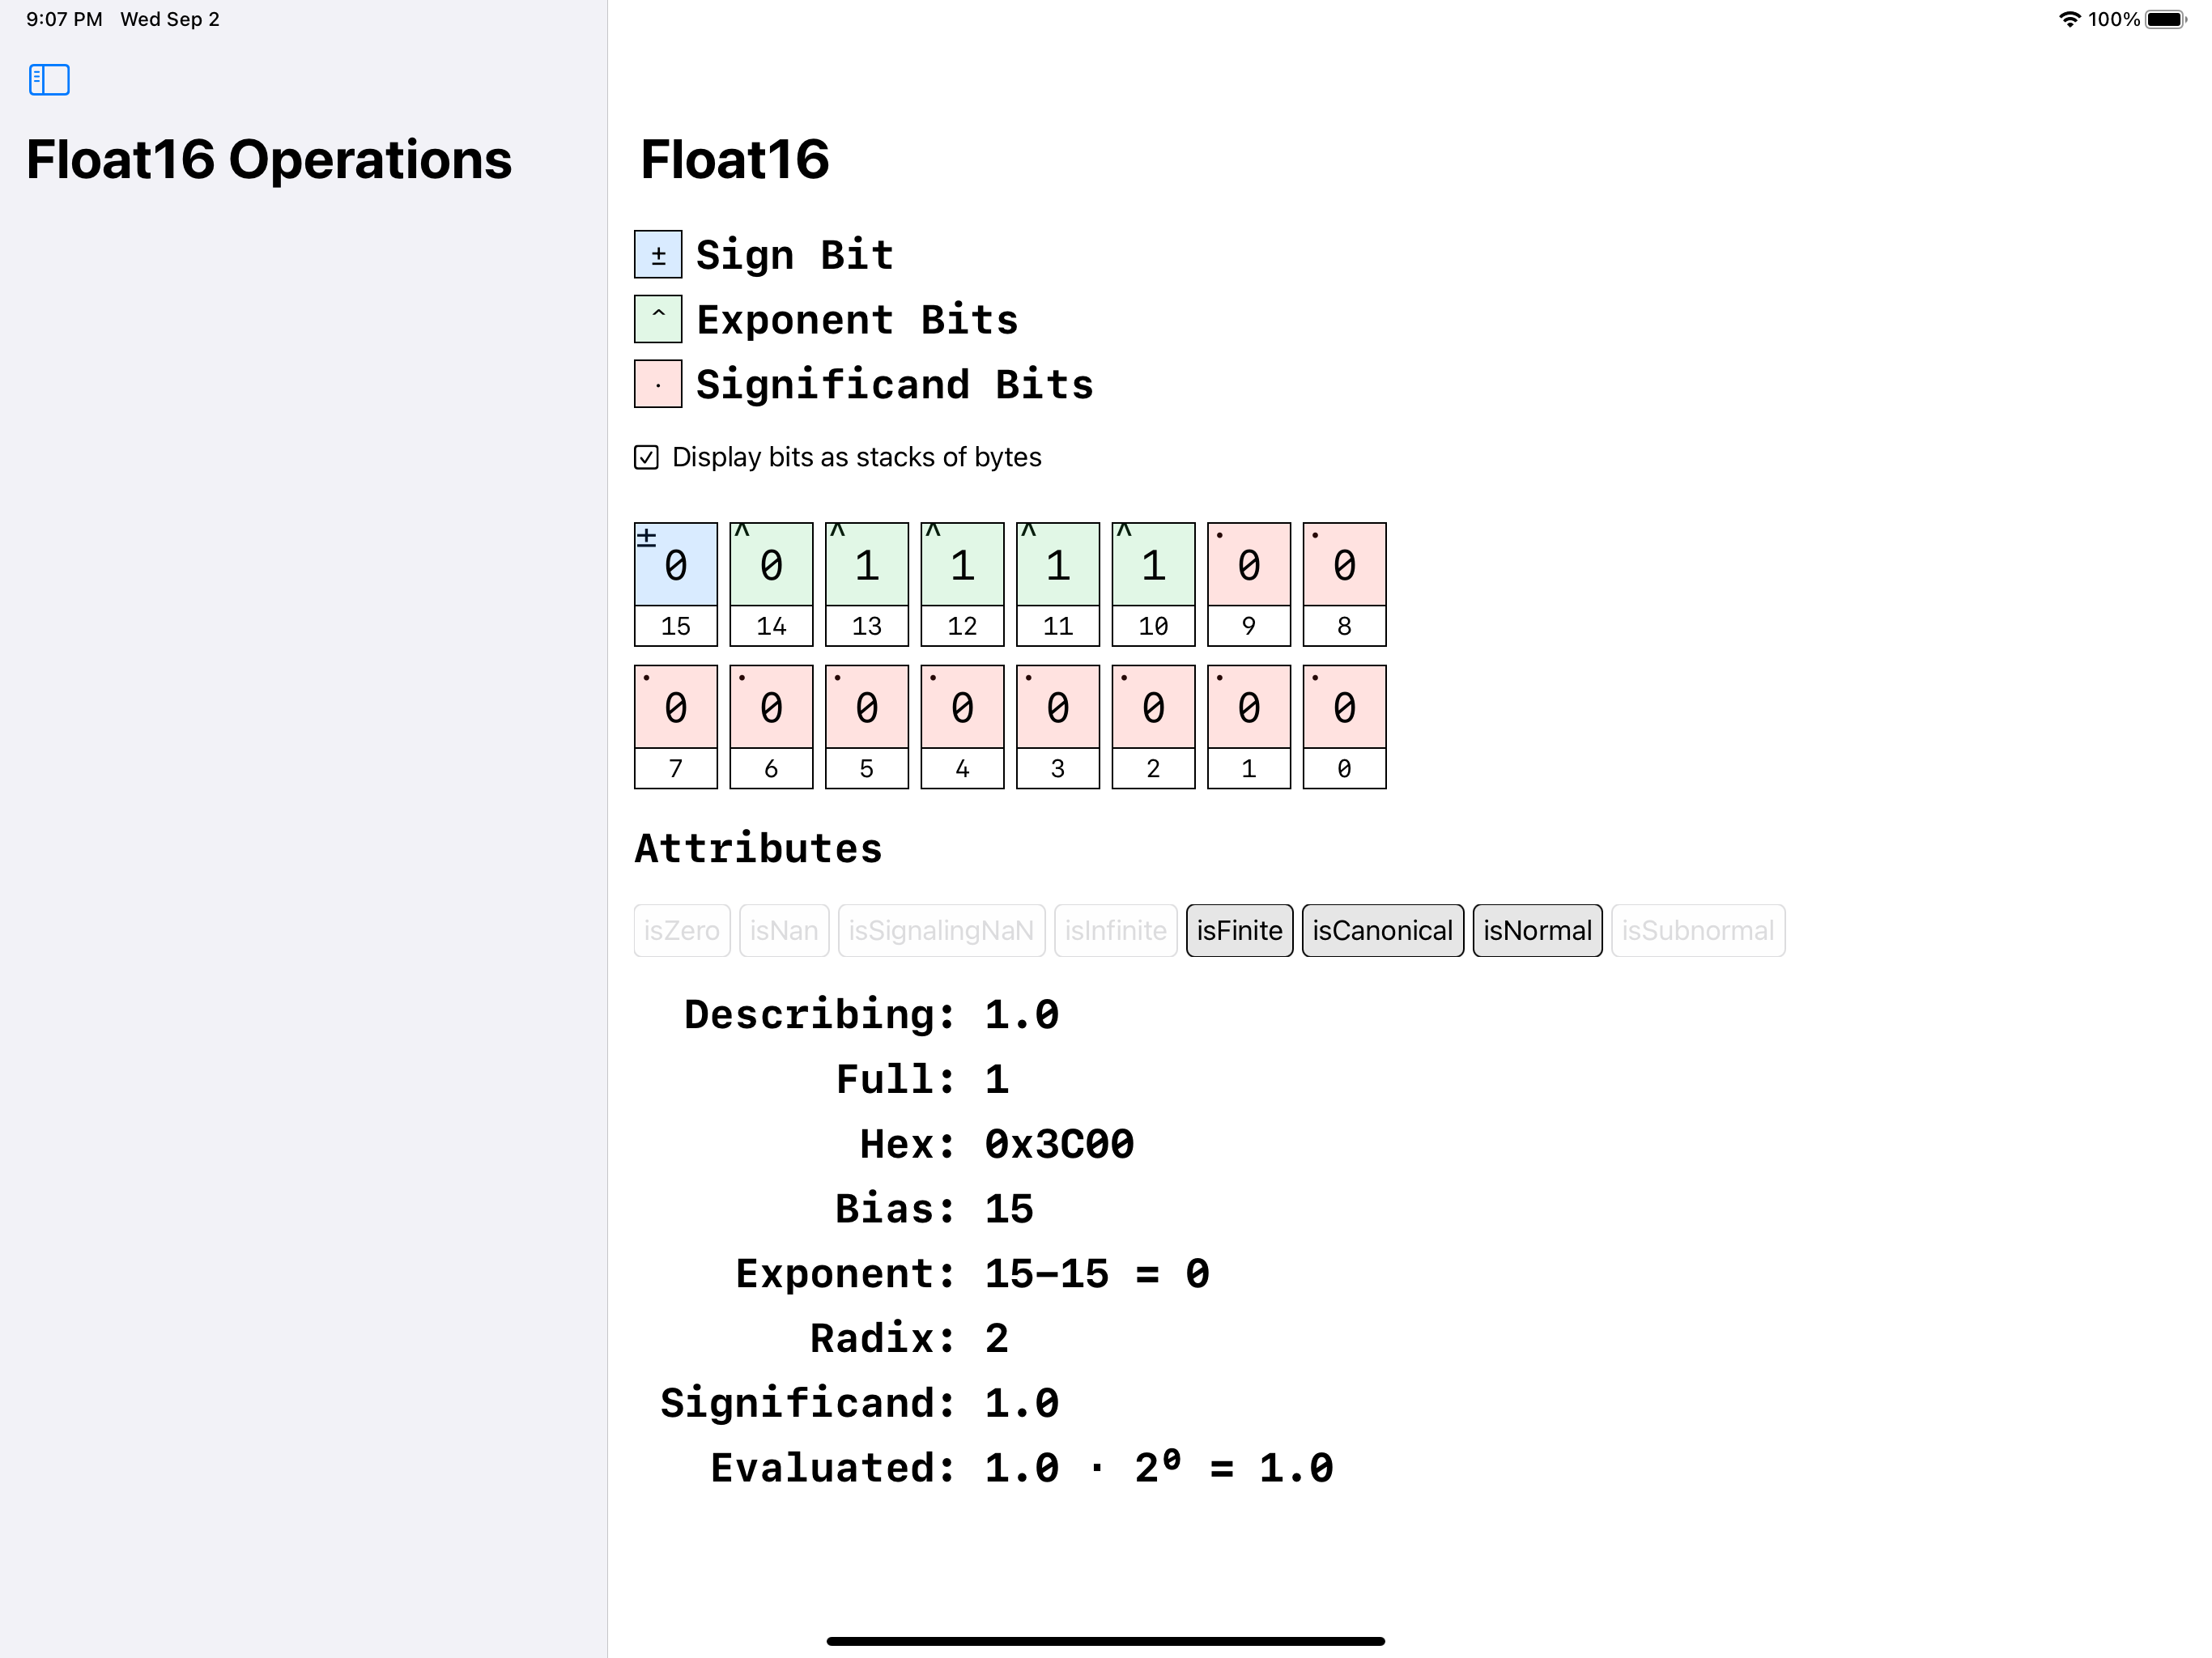 9:07 PM Wed Sep 2 100%
Float16 Operations
Float16
± Sign Bit
^ Exponent Bits
· Significand Bits
Display bits as stacks of bytes
± ^ ^ ^ ^ ^ · ·
0 0 1 1 1 1 0 0
15 14 13 12 11 10 9 8
· · · · · · · ·
0 0 0 0 0 0 0 0
7 6 5 4 3 2 1 0
Attributes
isZero isNan isSignalingNaN isInfinite isFinite isCanonical isNormal isSubnormal
Describing: 1.0
Full: 1
Hex: 0x3C00
Bias: 15
Exponent: 15−15 = 0
Radix: 2
Significand: 1.0
Evaluated: 1.0 · 2⁰ = 1.0